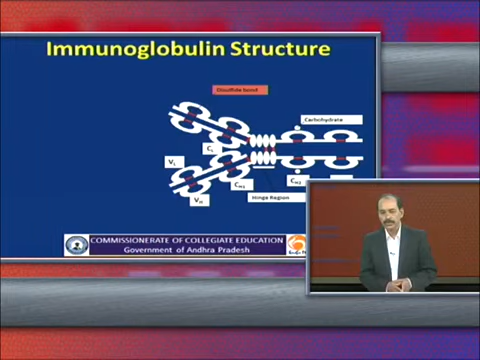 Immunoglobulin Structure
Disulfide bond
Carbohydrate
CL
VL
CH1
CH2
VH
Hinge Region
COMMISSIONERATE OF COLLEGIATE EDUCATION
Government of Andhra Pradesh